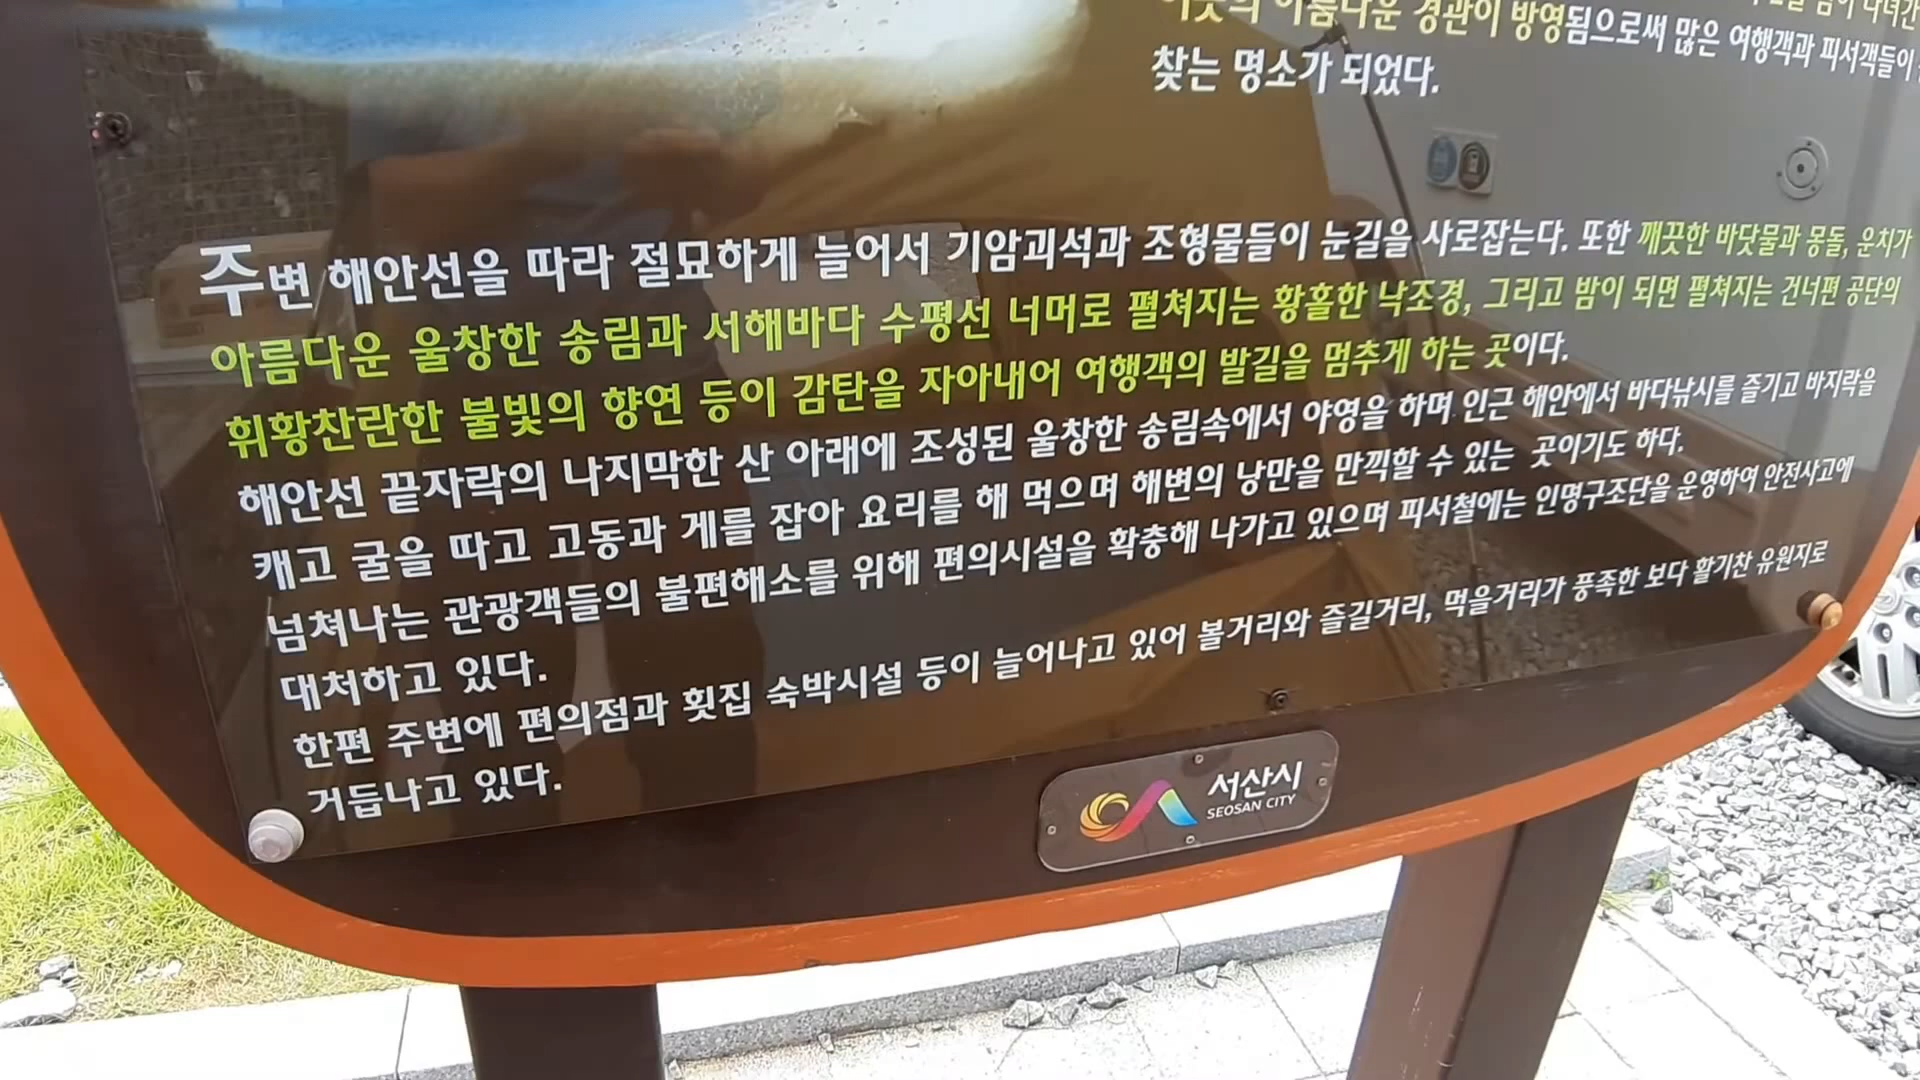 이곳의 아름다운 경관이 방영됨으로써 많은 여행객과 피서객들이
찾는 명소가 되었다.
주변 해안선을 따라 절묘하게 늘어서 기암괴석과 조형물들이 눈길을 사로잡는다. 또한 깨끗한 바닷물과 몽돌, 운치가
아름다운 울창한 송림과 서해바다 수평선 너머로 펼쳐지는 황홀한 낙조경, 그리고 밤이 되면 펼쳐지는 건너편 공단의
휘황찬란한 불빛의 향연 등이 감탄을 자아내어 여행객의 발길을 멈추게 하는 곳이다.
해안선 끝자락의 나지막한 산 아래에 조성된 울창한 송림속에서 야영을 하며 인근 해안에서 바다낚시를 즐기고 바지락을
캐고 굴을 따고 고동과 게를 잡아 요리를 해 먹으며 해변의 낭만을 만끽할 수 있는 곳이기도 하다.
넘쳐나는 관광객들의 불편해소를 위해 편의시설을 확충해 나가고 있으며 피서철에는 인명구조단을 운영하여 안전사고에
대처하고 있다.
한편 주변에 편의점과 횟집 숙박시설 등이 늘어나고 있어 볼거리와 즐길거리, 먹을거리가 풍족한 보다 활기찬 유원지로
거듭나고 있다.
서산시
SEOSAN CITY